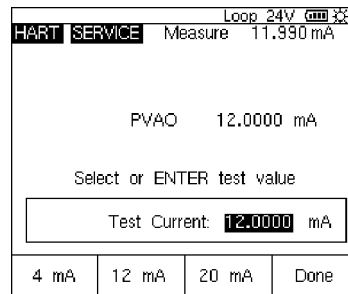 Loop 24V
HART SERVICE Measure 11.990 mA
PVAO 12.0000 mA
Select or ENTER test value
Test Current: 12.0000 mA
4 mA 12 mA 20 mA Done